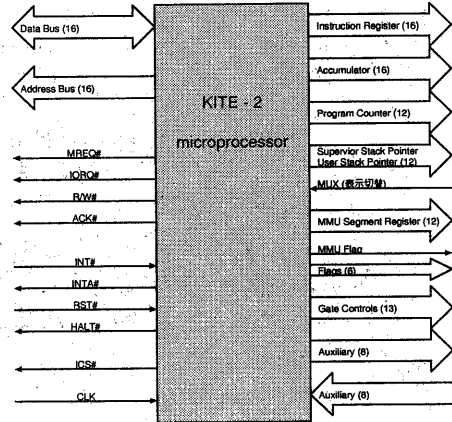 Data Bus (16)
Address Bus (16)
MREQ#
IORQ#
R/W#
ACK#
INT#
INTA#
RST#
HALT#
ICS#
CLK
KITE - 2
microprocessor
Instruction Register (16)
Accumulator (16)
Program Counter (12)
Supervior Stack Pointer
User Stack Pointer (12)
MUX (表示切替)
MMU Segment Register (12)
MMU Flag
Flags (6)
Gate Controls (13)
Auxiliary (8)
Auxiliary (8)